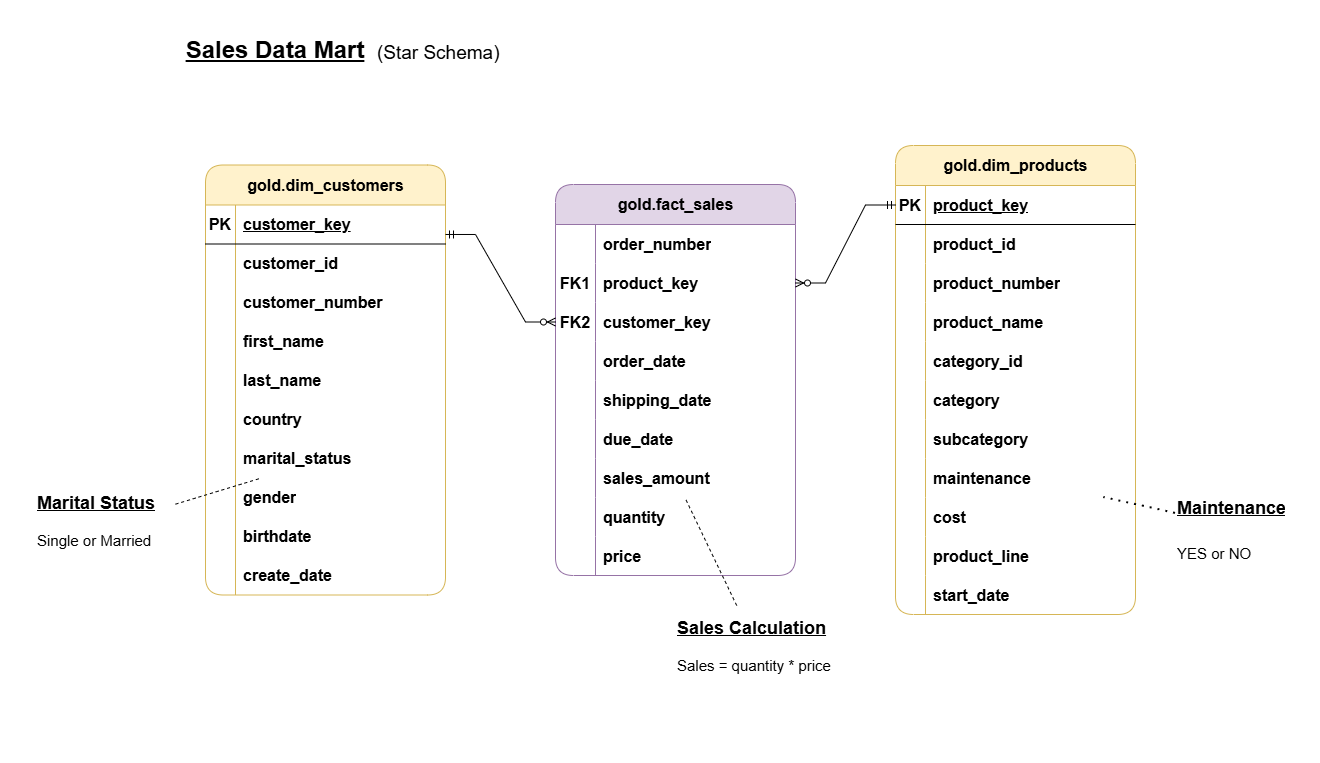 Sales Data Mart (Star Schema)
gold.dim_customers
PK customer_key
customer_id
customer_number
first_name
last_name
country
marital_status
gender
birthdate
create_date
Marital Status
Single or Married
gold.fact_sales
order_number
FK1 product_key
FK2 customer_key
order_date
shipping_date
due_date
sales_amount
quantity
price
Sales Calculation
Sales = quantity * price
gold.dim_products
PK product_key
product_id
product_number
product_name
category_id
category
subcategory
maintenance
cost
product_line
start_date
Maintenance
YES or NO